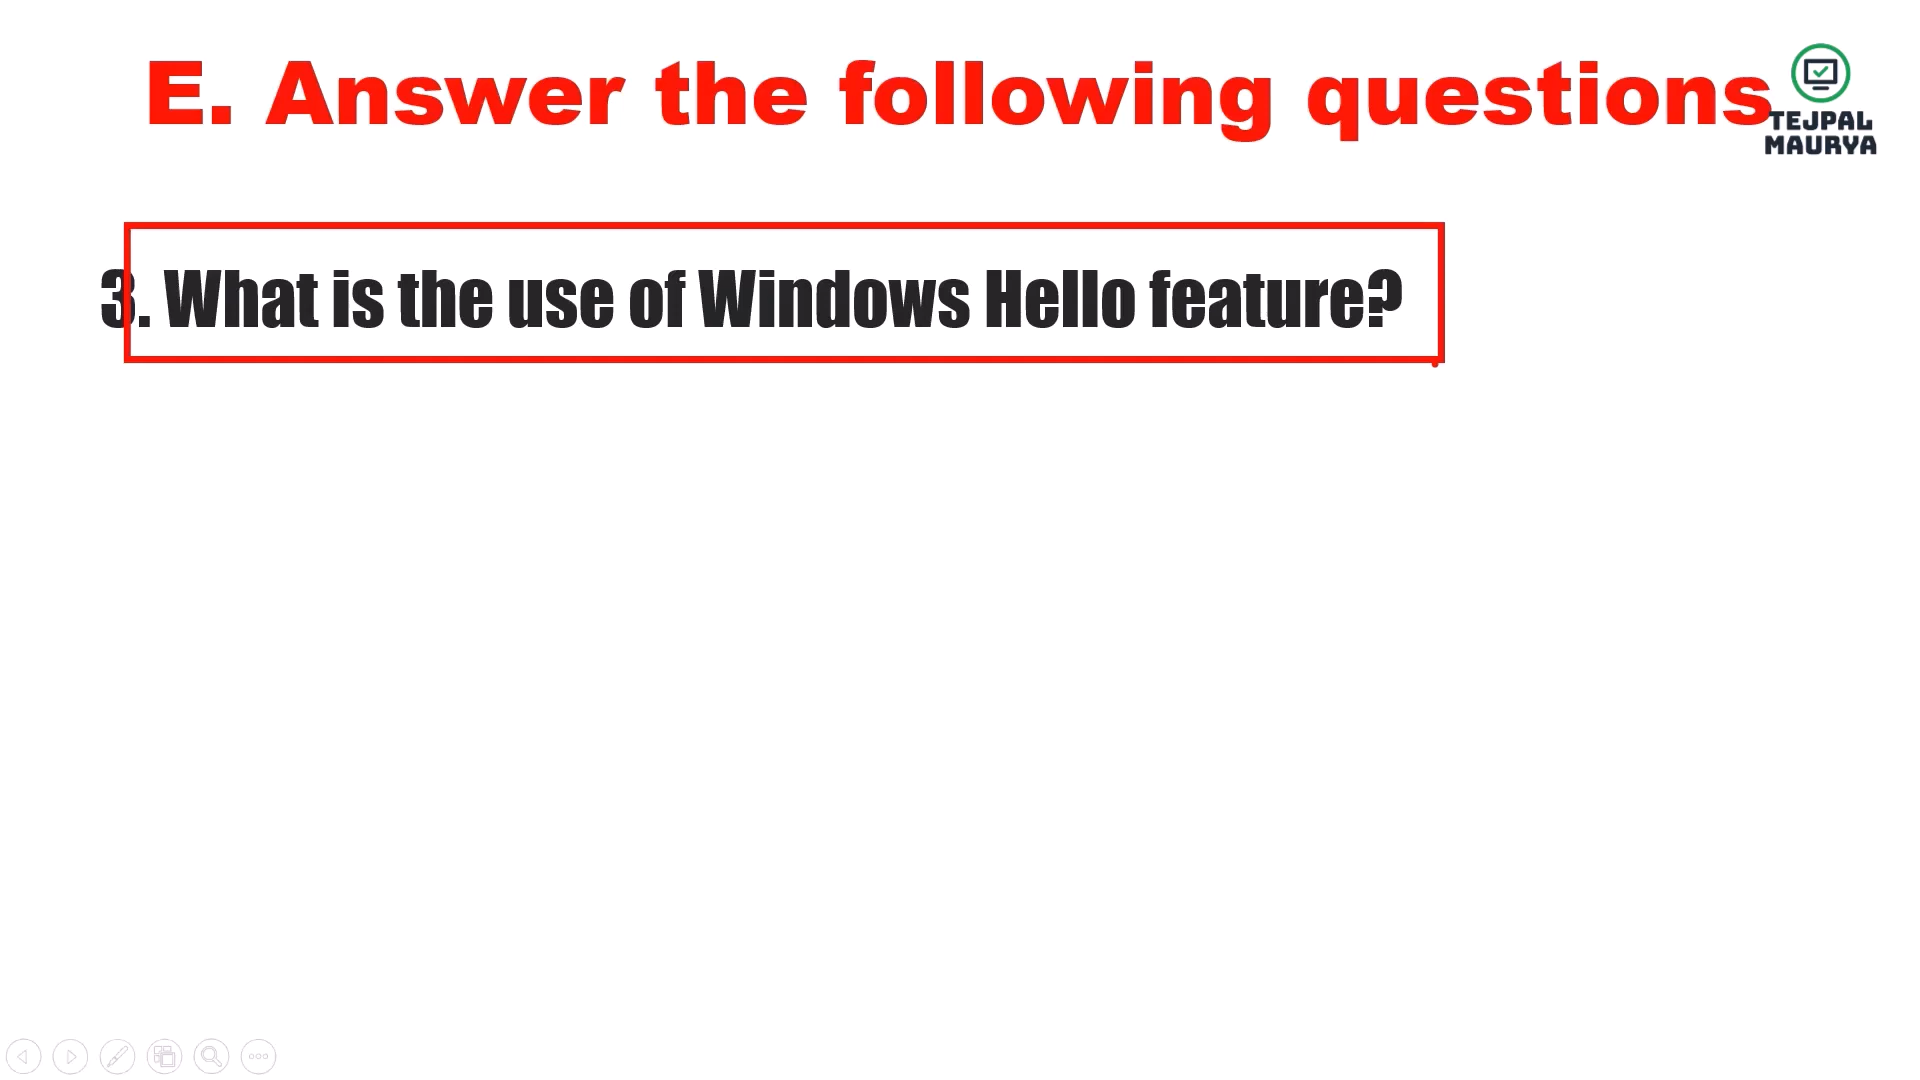 E. Answer the following questions
TEJPAL
MAURYA
3. What is the use of Windows Hello feature?